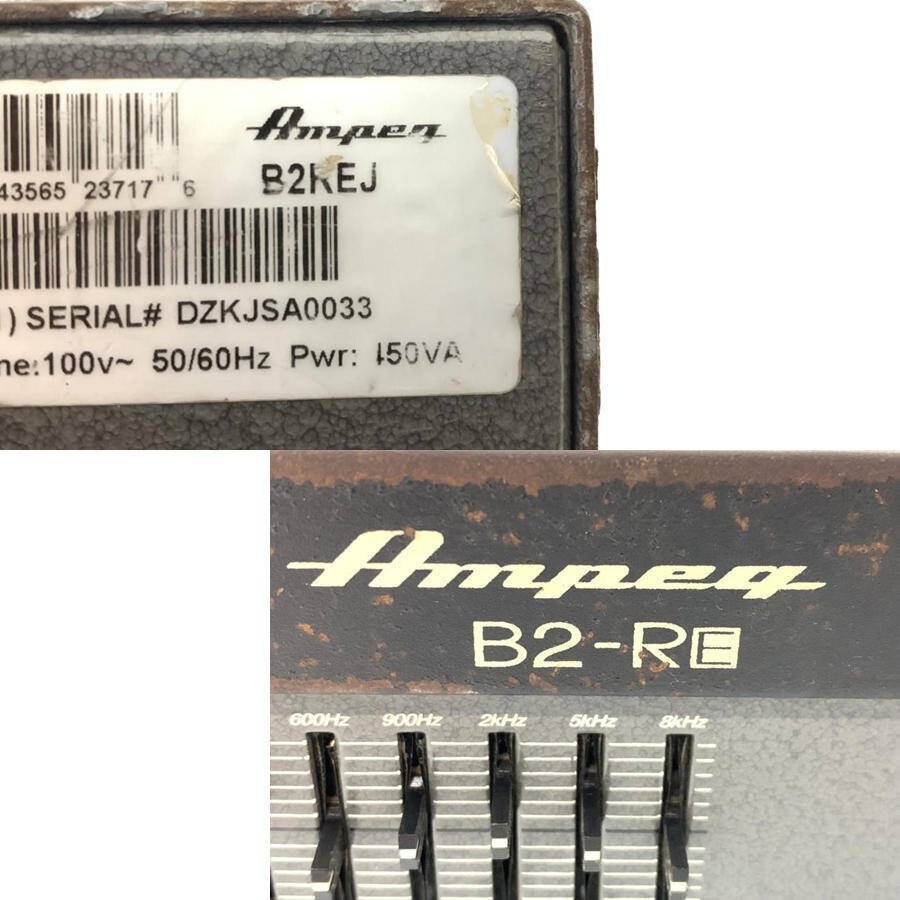 Ampeg
B2REJ
43565 23717 6
) SERIAL# DZKJSA0033
ne:100v~ 50/60Hz Pwr: 450VA
Ampeg
B2-RE
600Hz 900Hz 2kHz 5kHz 8kHz